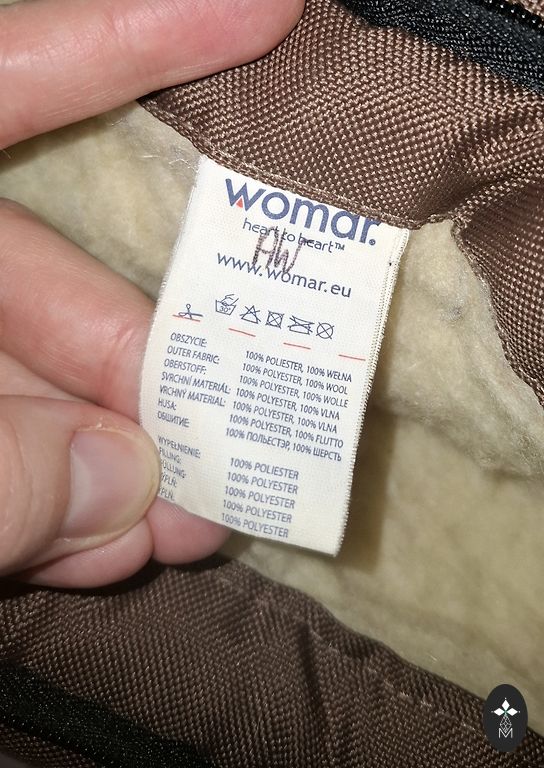 womar.
heart to heart™
AW
www.womar.eu
30°
OBSZYCIE: 100% POLIESTER, 100% WEŁNA
OUTER FABRIC: 100% POLYESTER, 100% WOOL
OBERSTOFF: 100% POLYESTER, 100% WOLLE
SVRCHNÍ MATERIÁL: 100% POLYESTER, 100% VLNA
VRCHNÝ MATERIAL: 100% POLYESTER, 100% VLNA
HUSA: 100% POLYESTER, 100% FLUTTO
ОБШИТИЕ: 100% ПОЛЬЕСТЭР, 100% ШЕРСТЬ
WYPEŁNIENIE: 100% POLIESTER
FILLING: 100% POLYESTER
FÜLLUNG: 100% POLYESTER
VÝPLŇ: 100% POLYESTER
VÝPLŇ: 100% POLYESTER
M